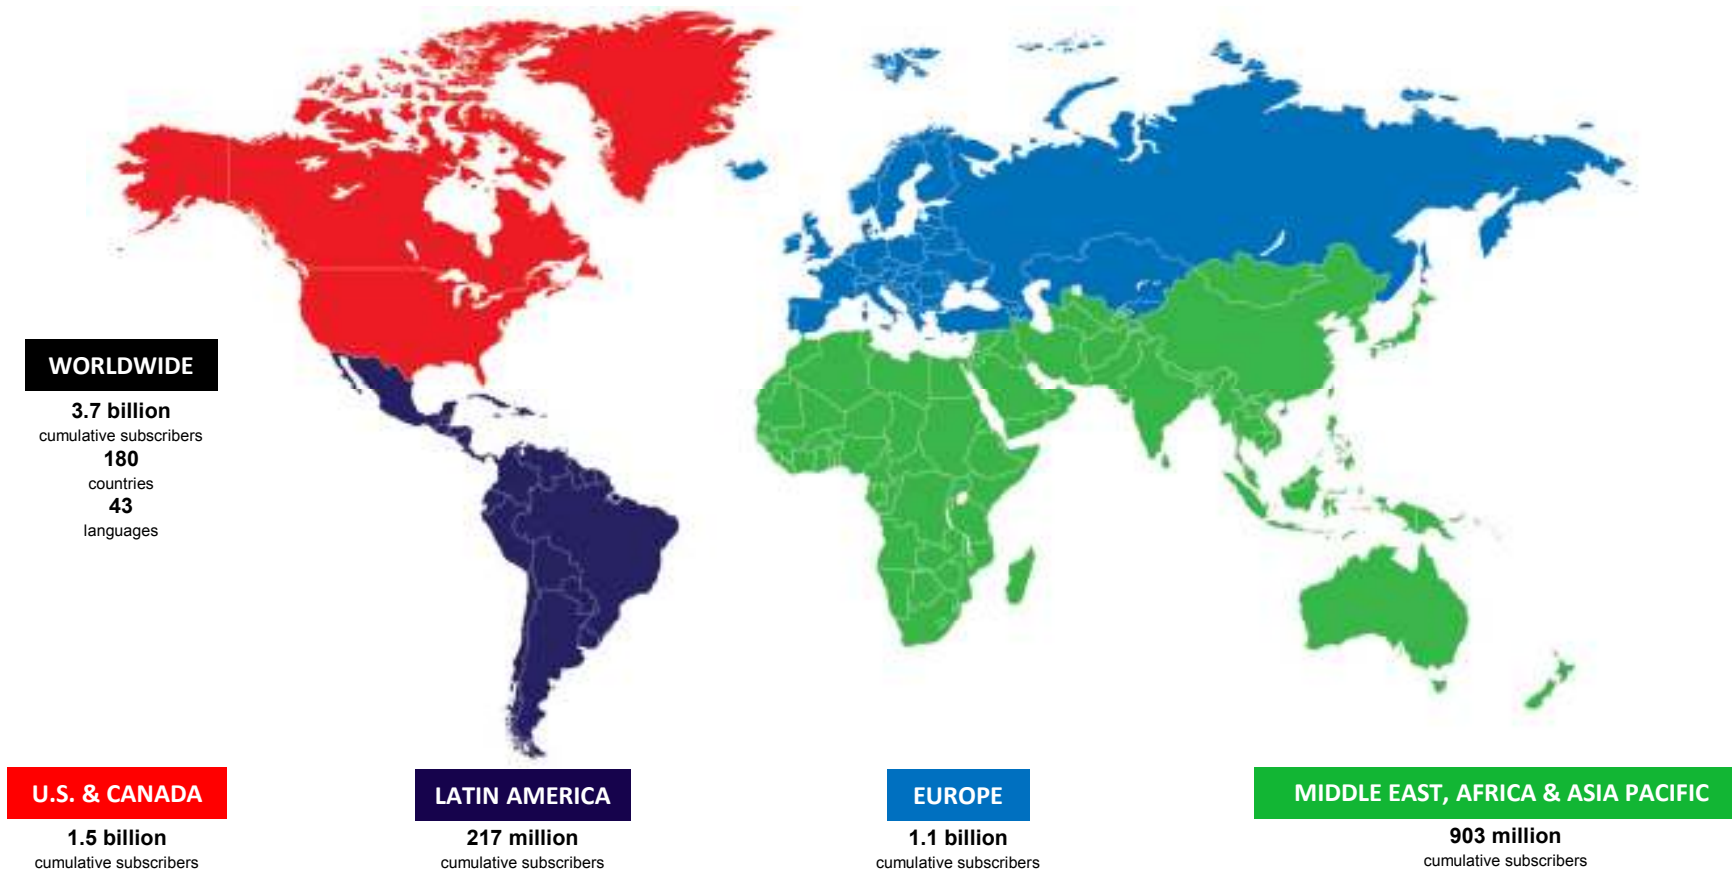 WORLDWIDE
3.7 billion
cumulative subscribers
180
countries
43
languages
U.S. & CANADA
1.5 billion
cumulative subscribers
LATIN AMERICA
217 million
cumulative subscribers
EUROPE
1.1 billion
cumulative subscribers
MIDDLE EAST, AFRICA & ASIA PACIFIC
903 million
cumulative subscribers